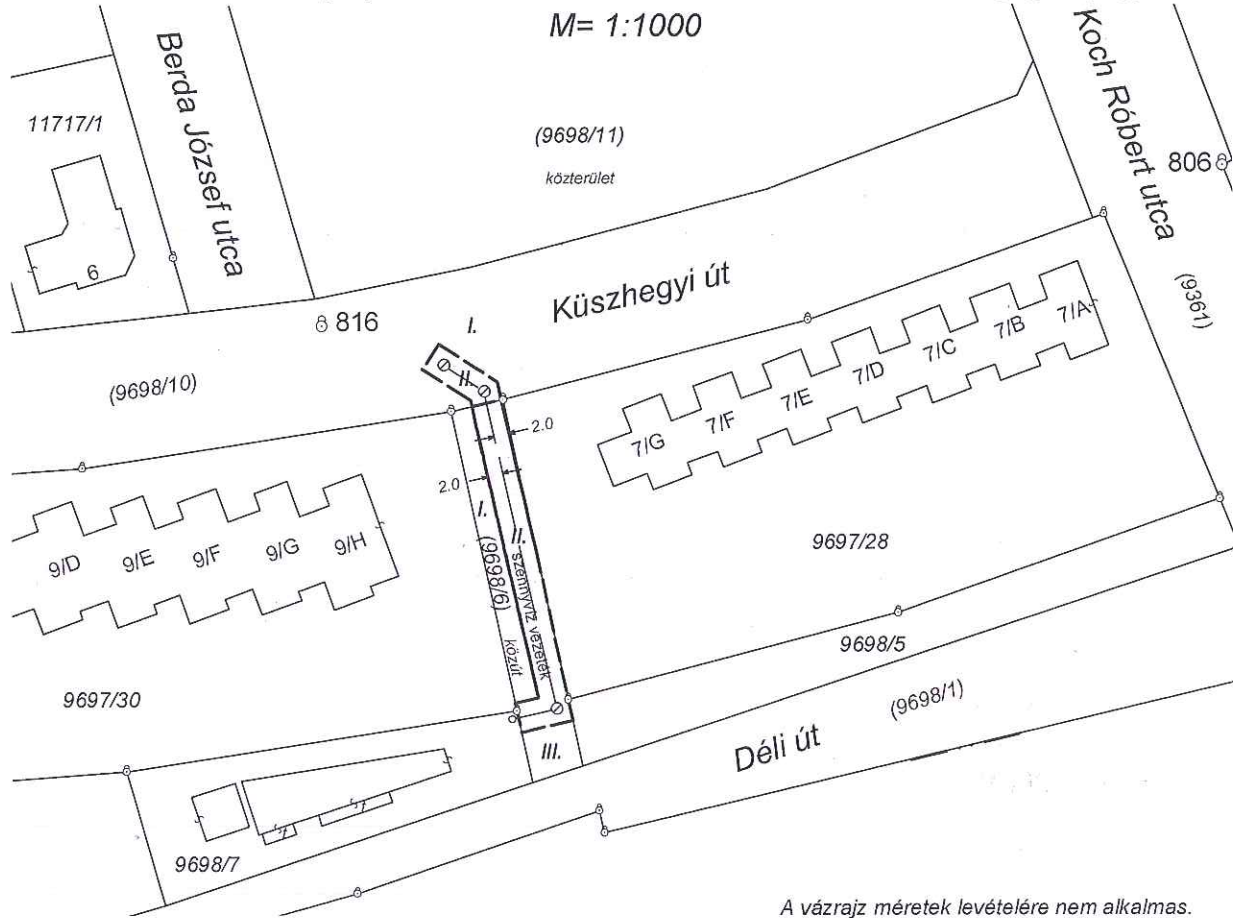 M= 1:1000
Berda József utca
Koch Róbert utca
11717/1
(9698/11)
közterület
806
6
Küszhegyi út
(9361)
816
I.
II.
(9698/10)
7/A
7/B
7/C
7/D
7/E
7/F
7/G
2.0
2.0
I.
II.
9/D
9/E
9/F
9/G
9/H
(9698/6)
közút
szennyvíz vezeték
9697/28
9698/5
9697/30
(9698/1)
III.
Déli út
9698/7
A vázrajz méretek levételére nem alkalmas.